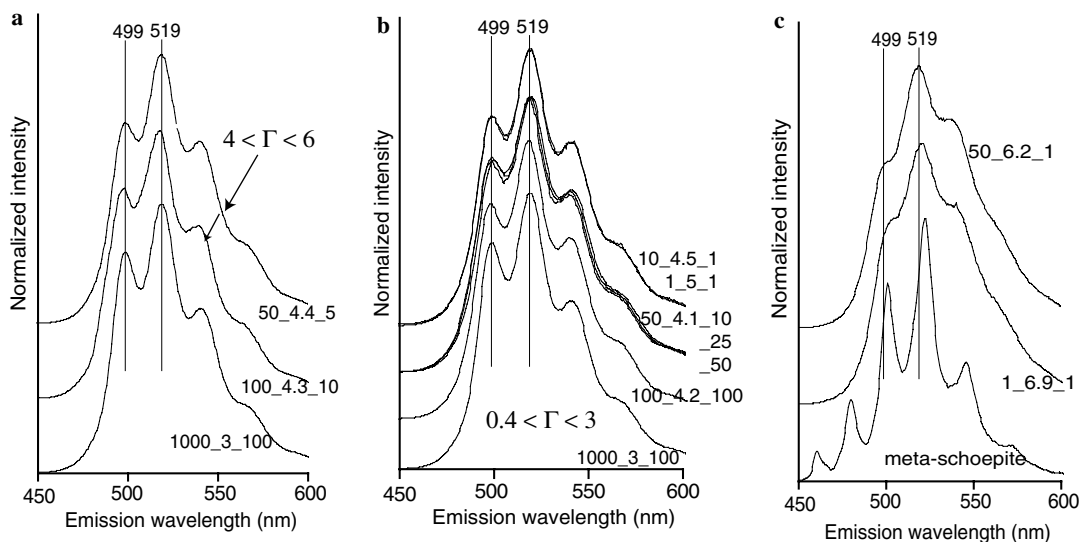 a
499 519
4 < Γ < 6
50_4.4_5
100_4.3_10
1000_3_100
450 500 550 600
Emission wavelength (nm)
Normalized intensity
b
499 519
10_4.5_1
1_5_1
50_4.1_10
_25
_50
100_4.2_100
0.4 < Γ < 3
1000_3_100
450 500 550 600
Emission wavelength (nm)
Normalized intensity
c
499 519
50_6.2_1
1_6.9_1
meta-schoepite
450 500 550 600
Emission wavelength (nm)
Normalized intensity